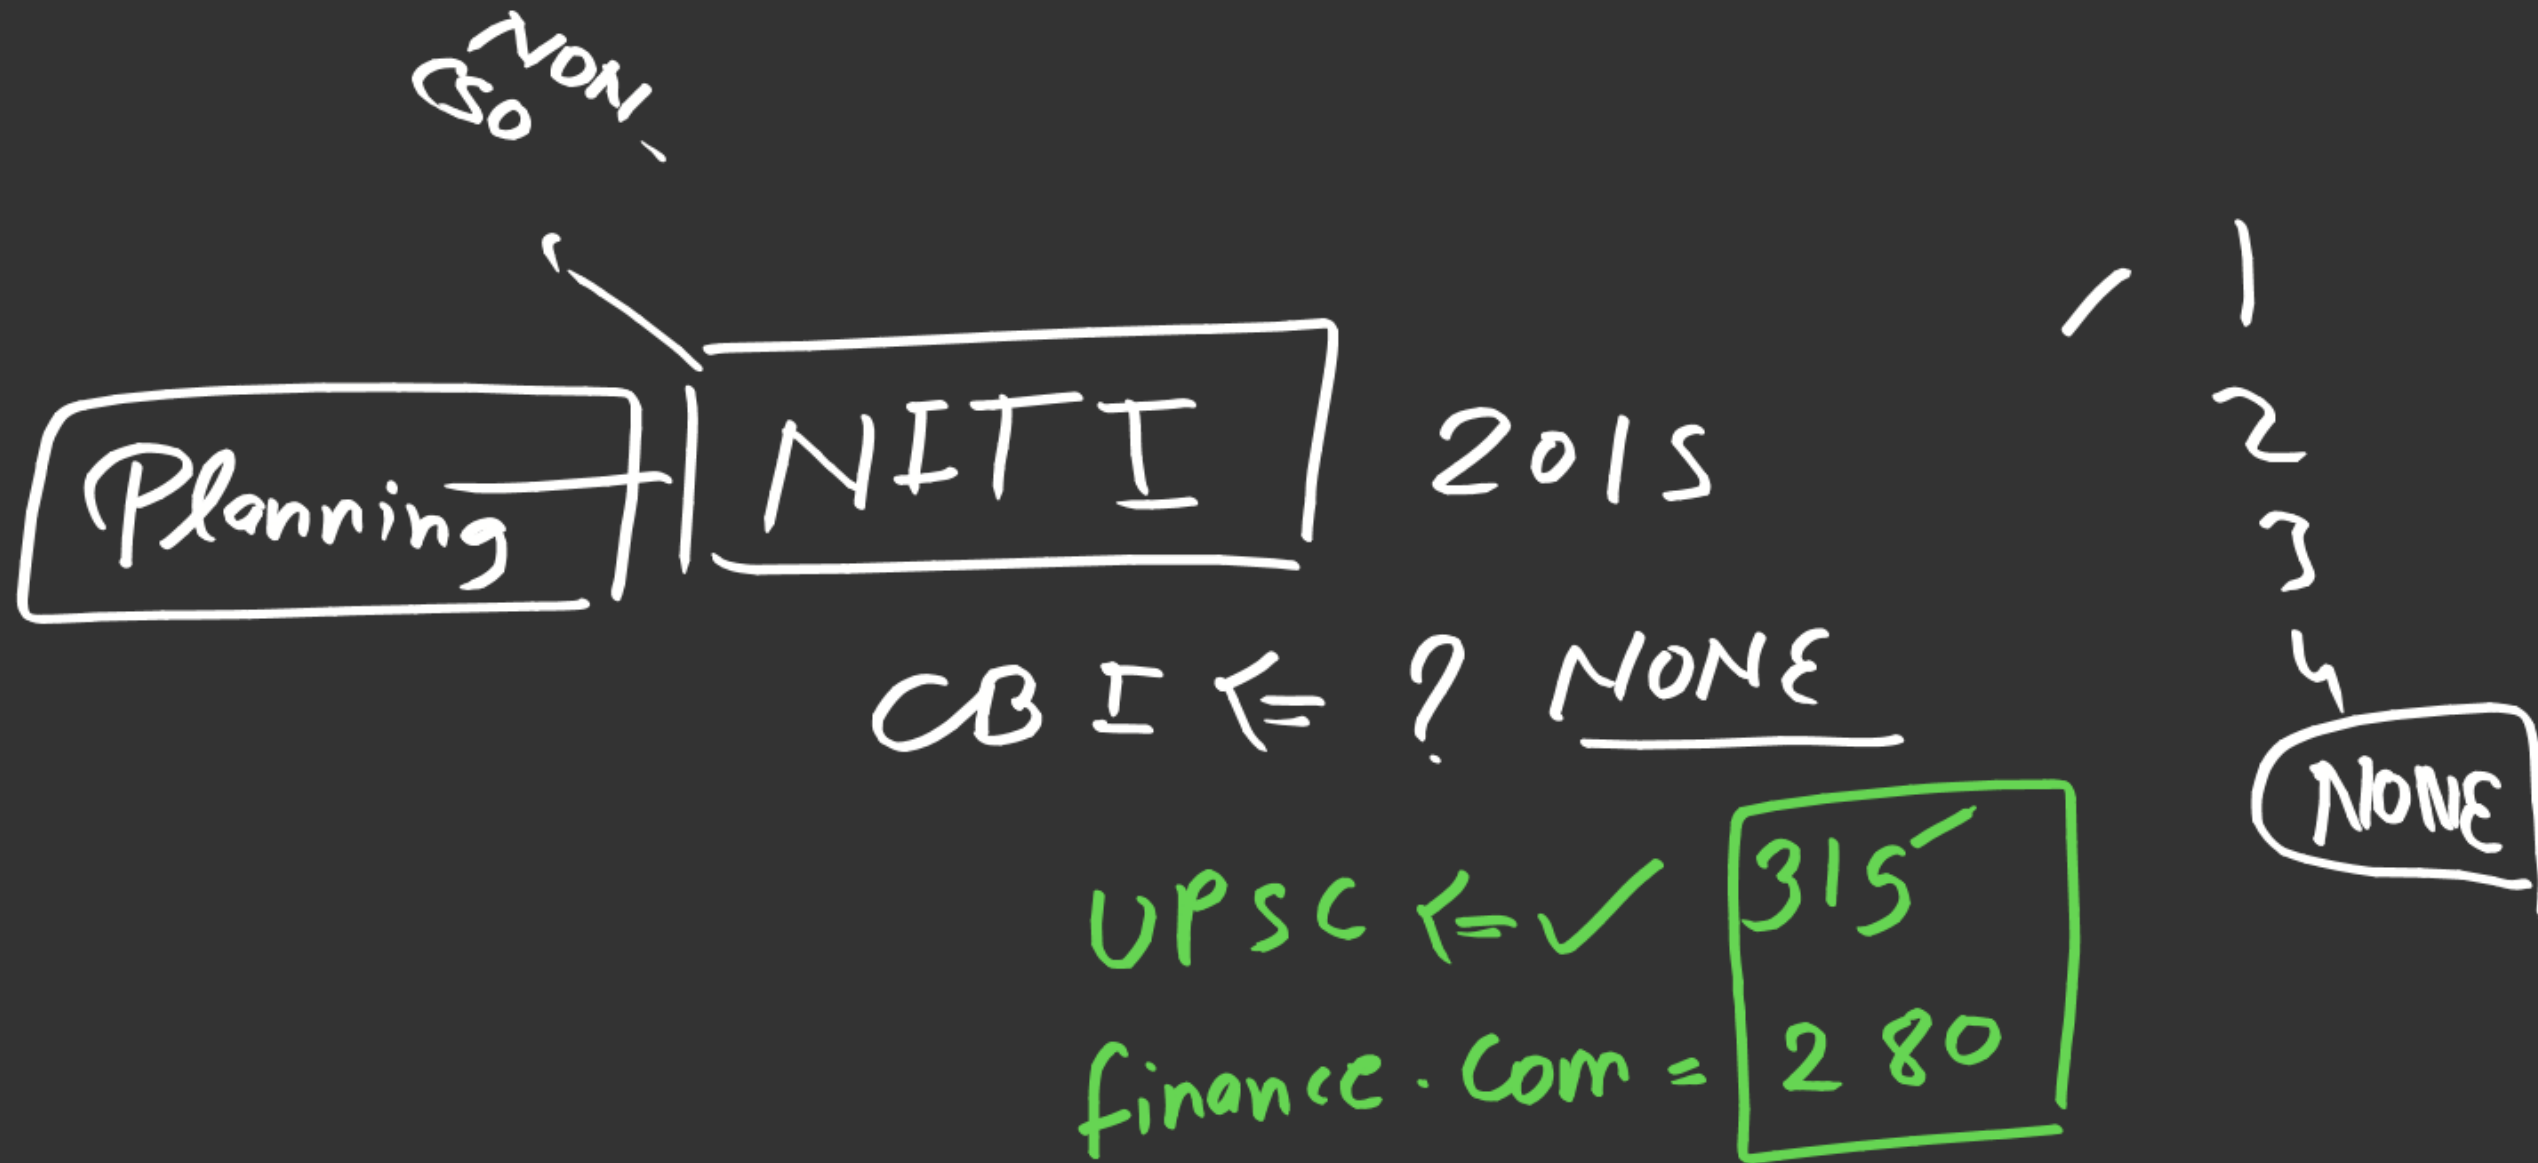 NON-
CSO
1
2
3
4
NONE
Planning NITI 2015
CBI ⇐ ? NONE
UPSC ⇐ ✓ 315
finance. Com = 280